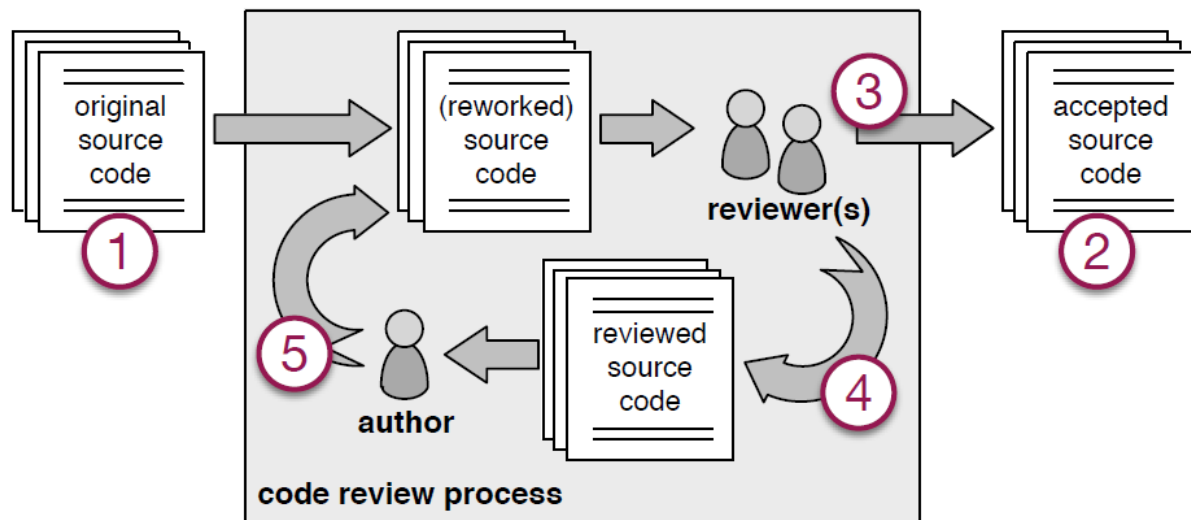 original
source
code
1
(reworked)
source
code
reviewer(s)
3
accepted
source
code
2
reviewed
source
code
4
author
5
code review process